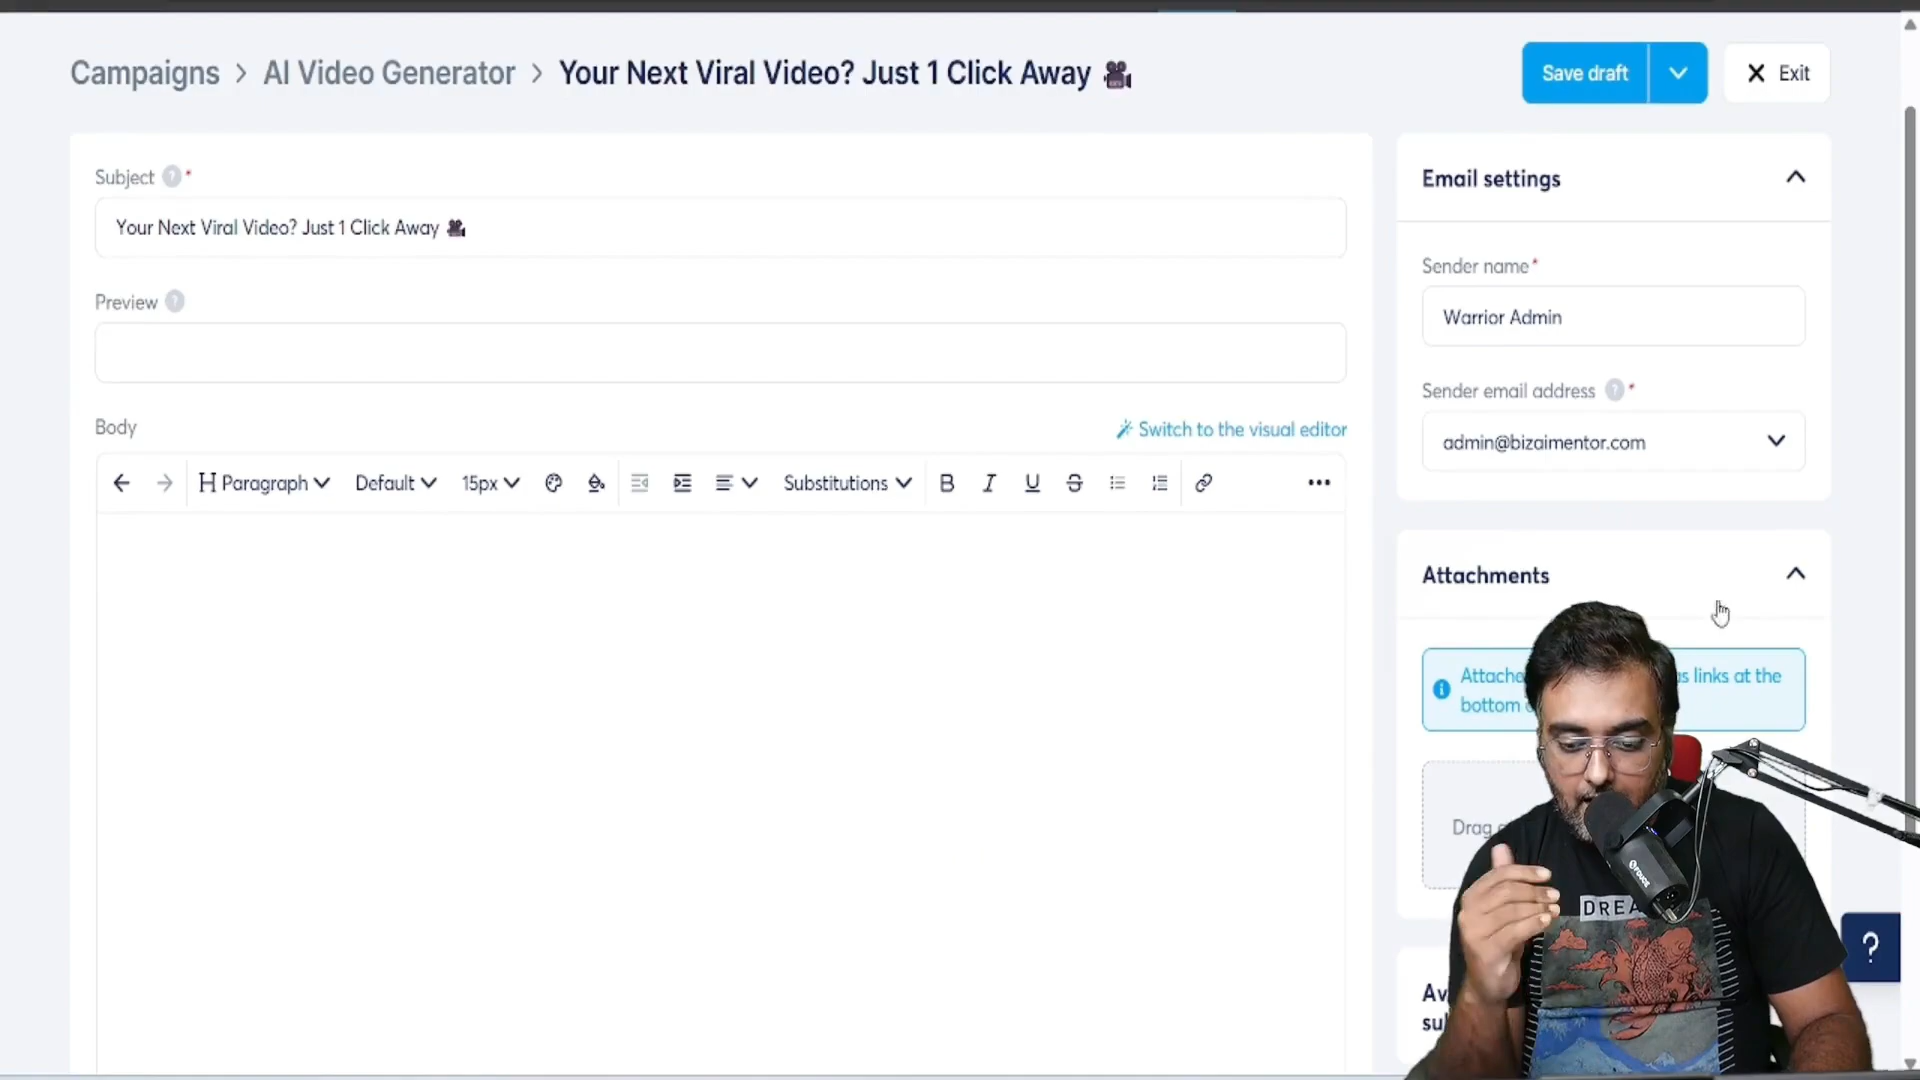 Campaigns > AI Video Generator > Your Next Viral Video? Just 1 Click Away 🎥
Save draft
Exit
Subject ? *
Your Next Viral Video? Just 1 Click Away 🎥
Preview ?
Body
Switch to the visual editor
H Paragraph
Default
15px
Substitutions
B I U S
•••
Email settings
Sender name*
Warrior Admin
Sender email address ? *
admin@bizaimentor.com
Attachments
links at the
bottom
Drag
?